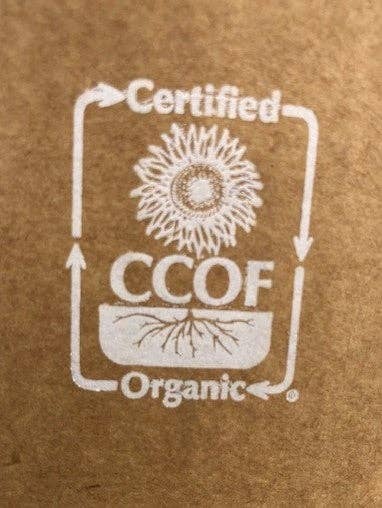 Certified
CCOF
Organic
®